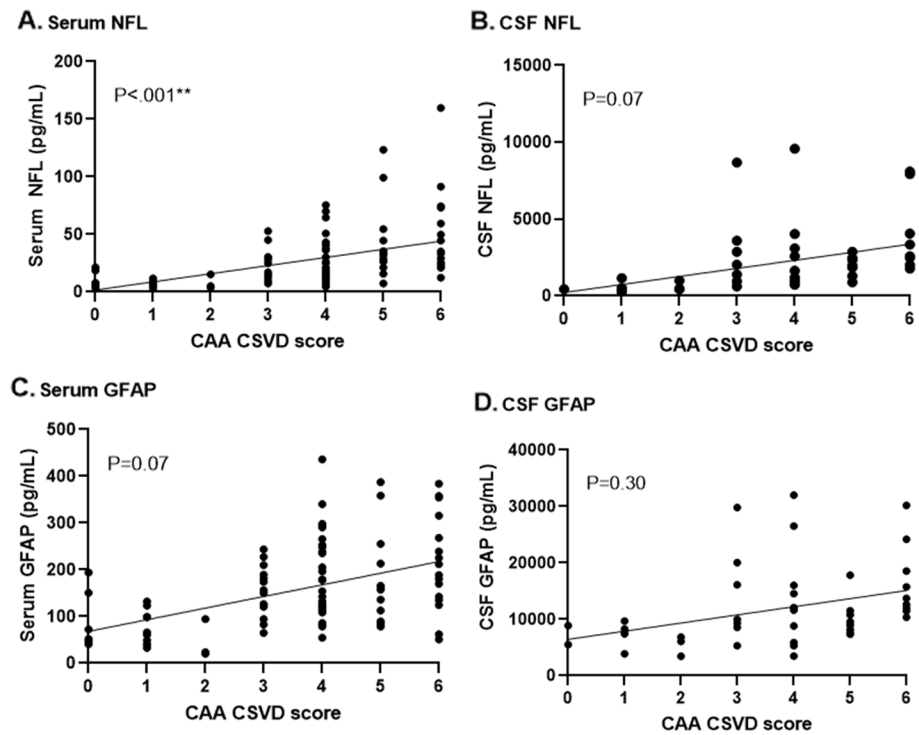 A. Serum NFL
P<.001**
Serum NFL (pg/mL)
200
150
100
50
0
0 1 2 3 4 5 6
CAA CSVD score
B. CSF NFL
P=0.07
CSF NFL (pg/mL)
15000
10000
5000
0
0 1 2 3 4 5 6
CAA CSVD score
C. Serum GFAP
P=0.07
Serum GFAP (pg/mL)
500
400
300
200
100
0
0 1 2 3 4 5 6
CAA CSVD score
D. CSF GFAP
P=0.30
CSF GFAP (pg/mL)
40000
30000
20000
10000
0
0 1 2 3 4 5 6
CAA CSVD score